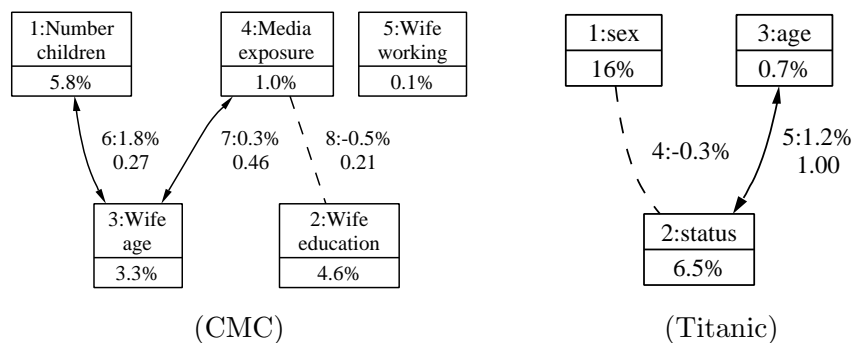 1:Number
children
5.8%
4:Media
exposure
1.0%
5:Wife
working
0.1%
6:1.8%
0.27
7:0.3%
0.46
8:-0.5%
0.21
3:Wife
age
3.3%
2:Wife
education
4.6%
(CMC)
1:sex
16%
3:age
0.7%
4:-0.3%
5:1.2%
1.00
2:status
6.5%
(Titanic)